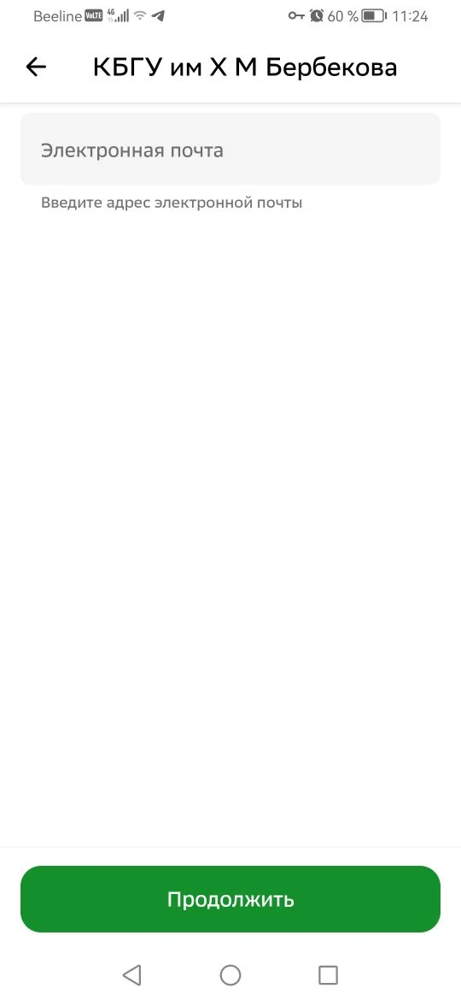 Beeline VoLTE 4G 60 % 11:24
КБГУ им Х М Бербекова
Электронная почта
Введите адрес электронной почты
Продолжить